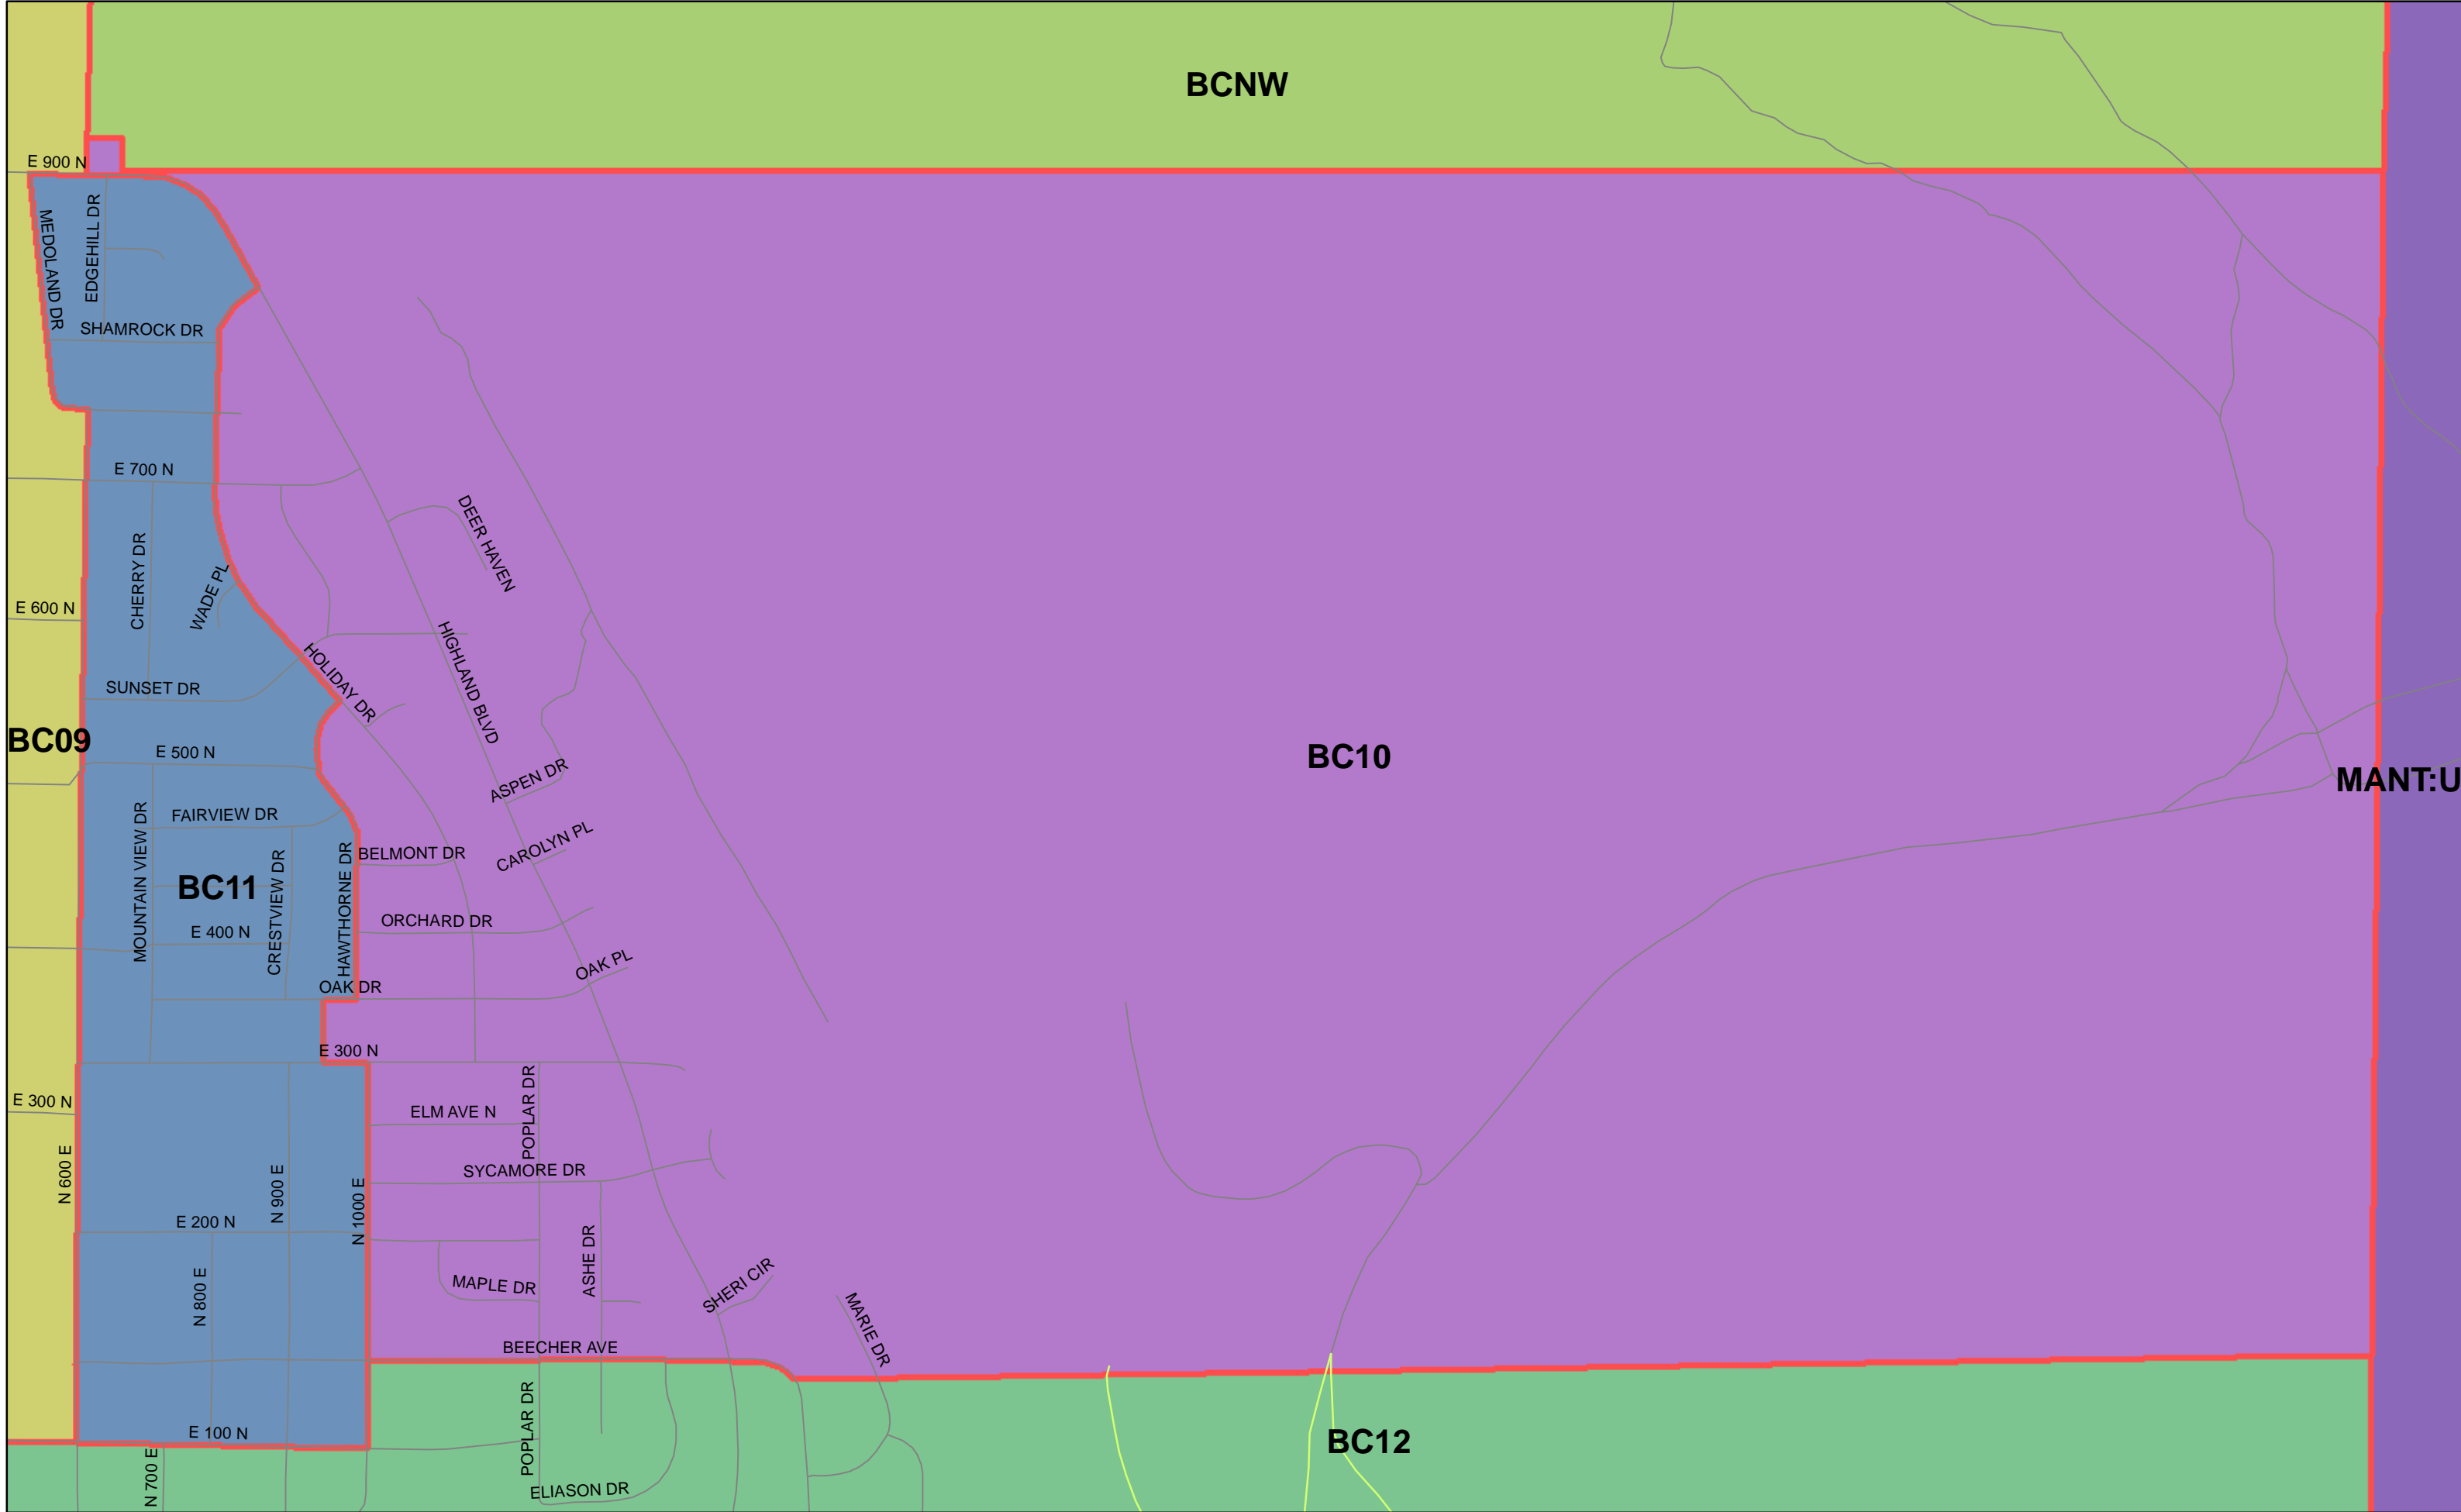 BCNW
E 900 N
MEDOLAND DR
EDGEHILL DR
SHAMROCK DR
E 700 N
DEER HAVEN
CHERRY DR
WADE PL
E 600 N
HIGHLAND BLVD
HOLIDAY DR
SUNSET DR
BC09
E 500 N
BC10
ASPEN DR
MANT:U
MOUNTAIN VIEW DR
FAIRVIEW DR
CAROLYN PL
BELMONT DR
CRESTVIEW DR
HAWTHORNE DR
BC11
ORCHARD DR
E 400 N
OAK PL
OAK DR
E 300 N
E 300 N
POPLAR DR
ELM AVE N
N 600 E
N 900 E
N 1000 E
SYCAMORE DR
E 200 N
ASHE DR
N 800 E
MAPLE DR
SHERI CIR
MARIE DR
BEECHER AVE
E 100 N
POPLAR DR
BC12
N 700 E
ELIASON DR